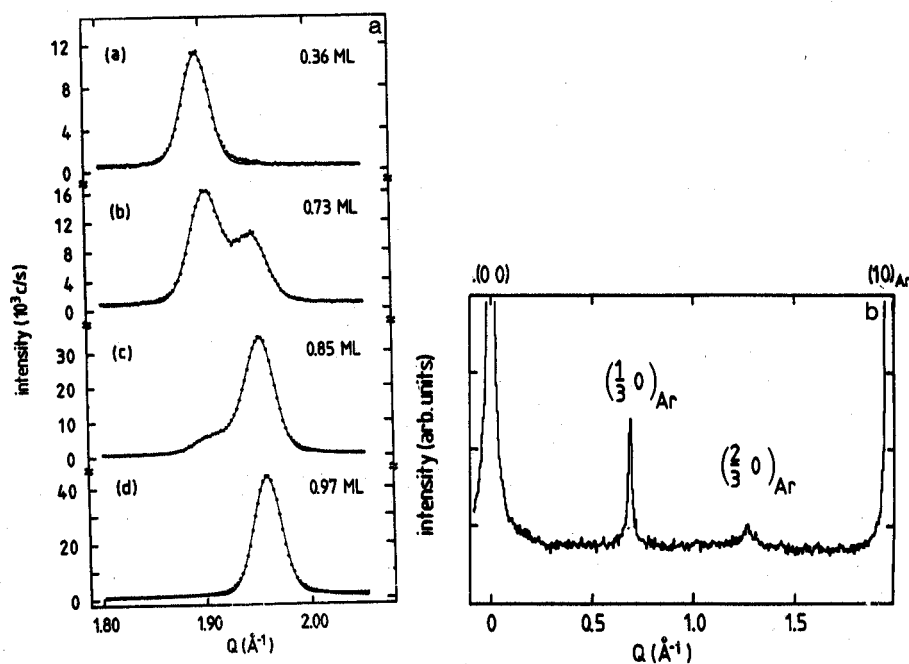 a
(a) 0.36 ML
12
8
4
0
(b) 0.73 ML
16
12
8
4
0
(c) 0.85 ML
30
20
10
0
(d) 0.97 ML
40
20
0
1.80 1.90 2.00
Q (Å⁻¹)
intensity (10³c/s)
.(0 0) (10)Ar
b
(1/3 0)Ar
(2/3 0)Ar
intensity (arb.units)
0 0.5 1.0 1.5
Q (Å⁻¹)